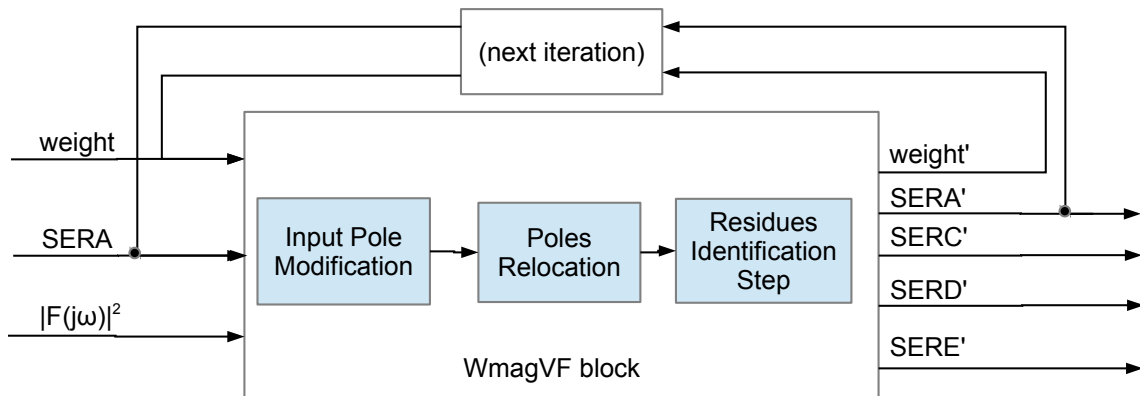 (next iteration)
weight
SERA
|F(jω)|²
Input Pole
Modification
Poles
Relocation
Residues
Identification
Step
WmagVF block
weight'
SERA'
SERC'
SERD'
SERE'